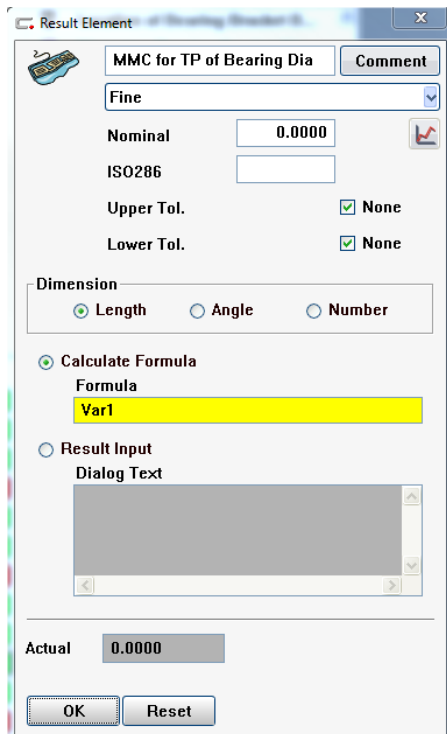 Result Element
MMC for TP of Bearing Dia Comment
Fine
Nominal 0.0000
ISO286
Upper Tol. None
Lower Tol. None
Dimension
Length Angle Number
Calculate Formula
Formula
Var1
Result Input
Dialog Text
Actual 0.0000
OK Reset